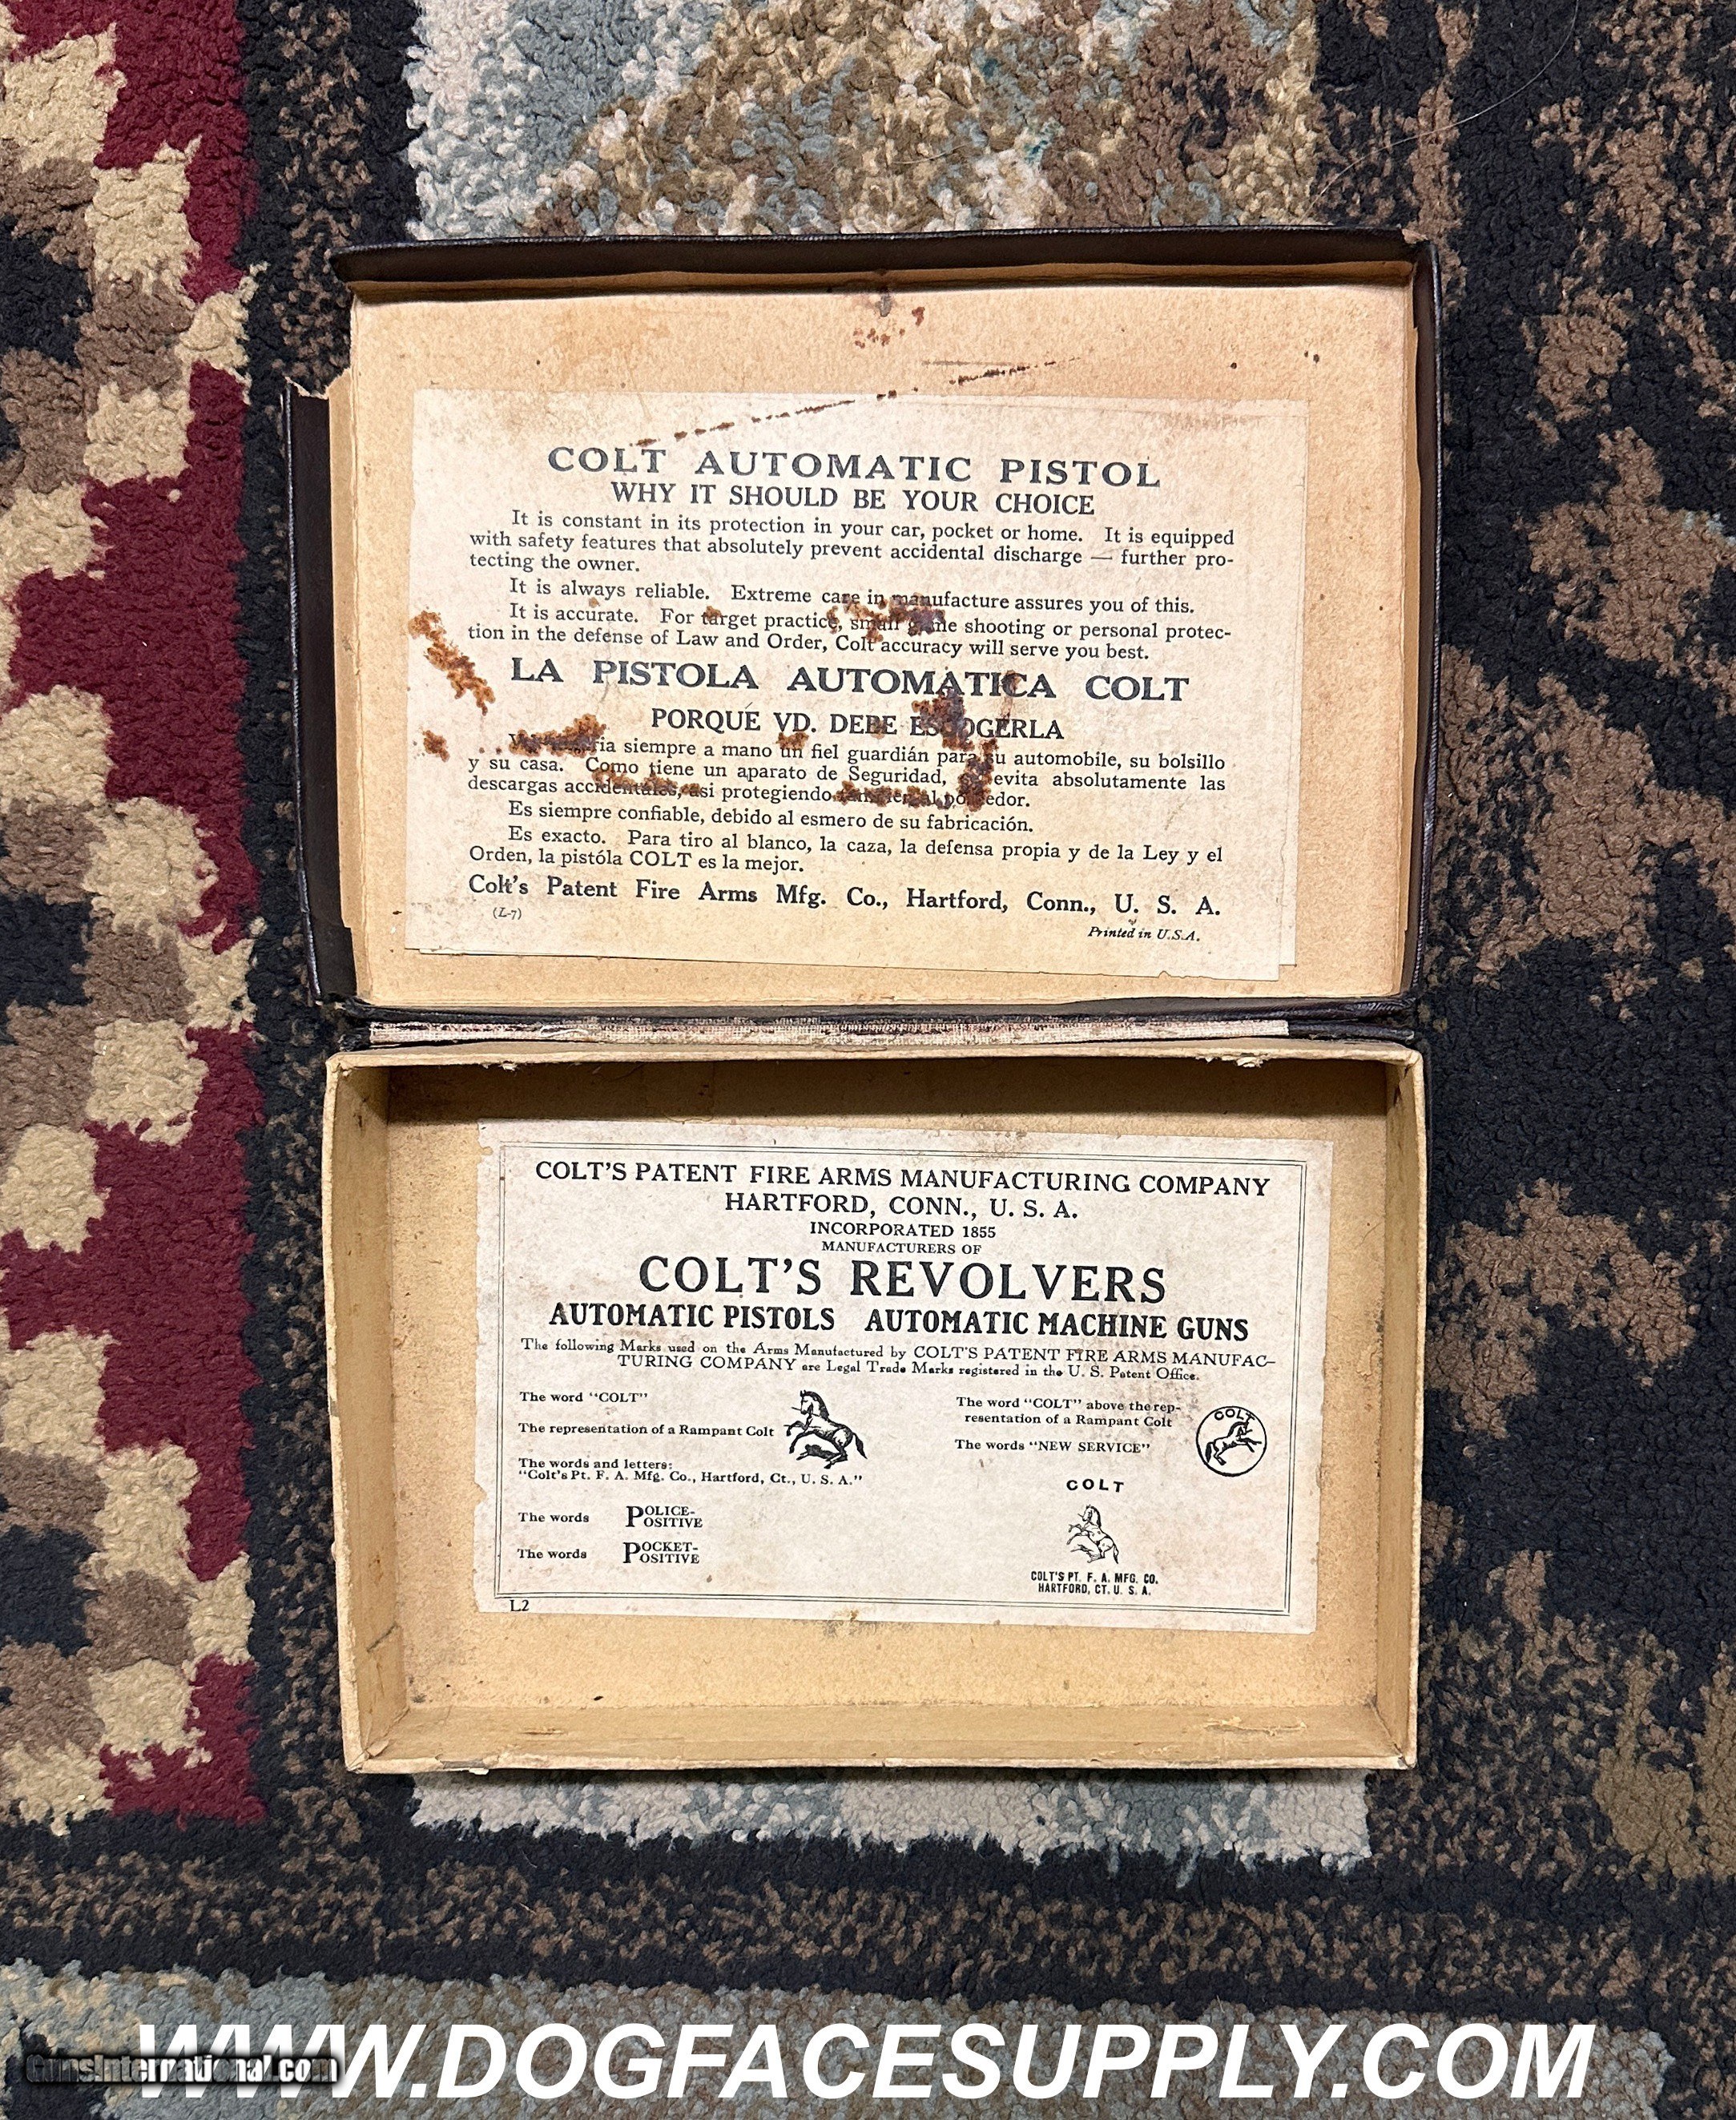 COLT AUTOMATIC PISTOL
WHY IT SHOULD BE YOUR CHOICE
It is constant in its protection in your car, pocket or home. It is equipped
with safety features that absolutely prevent accidental discharge — further pro-
tecting the owner.
It is always reliable. Extreme care in manufacture assures you of this.
It is accurate. For target practice, small game shooting or personal protec-
tion in the defense of Law and Order, Colt accuracy will serve you best.
LA PISTOLA AUTOMATICA COLT
PORQUE VD. DEBE ESCOGERLA
siempre a mano un fiel guardián para su automobile, su bolsillo
y su casa. Como tiene un aparato de Seguridad, evita absolutamente las
descargas accidentales, asi protegiendo
Es siempre confiable, debido al esmero de su fabricación.
Es exacto. Para tiro al blanco, la caza, la defensa propia y de la Ley y el
Orden, la pistóla COLT es la mejor.
Colt's Patent Fire Arms Mfg. Co., Hartford, Conn., U. S. A.
(L-7)
Printed in U.S.A.
COLT'S PATENT FIRE ARMS MANUFACTURING COMPANY
HARTFORD, CONN., U. S. A.
INCORPORATED 1855
MANUFACTURERS OF
COLT'S REVOLVERS
AUTOMATIC PISTOLS AUTOMATIC MACHINE GUNS
The following Marks used on the Arms Manufactured by COLT'S PATENT FIRE ARMS MANUFAC-
TURING COMPANY are Legal Trade Marks registered in the U. S. Patent Office.
The word "COLT"
The representation of a Rampant Colt
The words and letters:
"Colt's Pt. F. A. Mfg. Co., Hartford, Ct., U. S. A."
The words POLICE-POSITIVE
The words POCKET-POSITIVE
The word "COLT" above the rep-
resentation of a Rampant Colt
COLT
The words "NEW SERVICE"
COLT
COLT'S PT. F. A. MFG. CO.
HARTFORD, CT. U. S. A.
L2
WWW.DOGFACESUPPLY.COM
GunsInternational.com